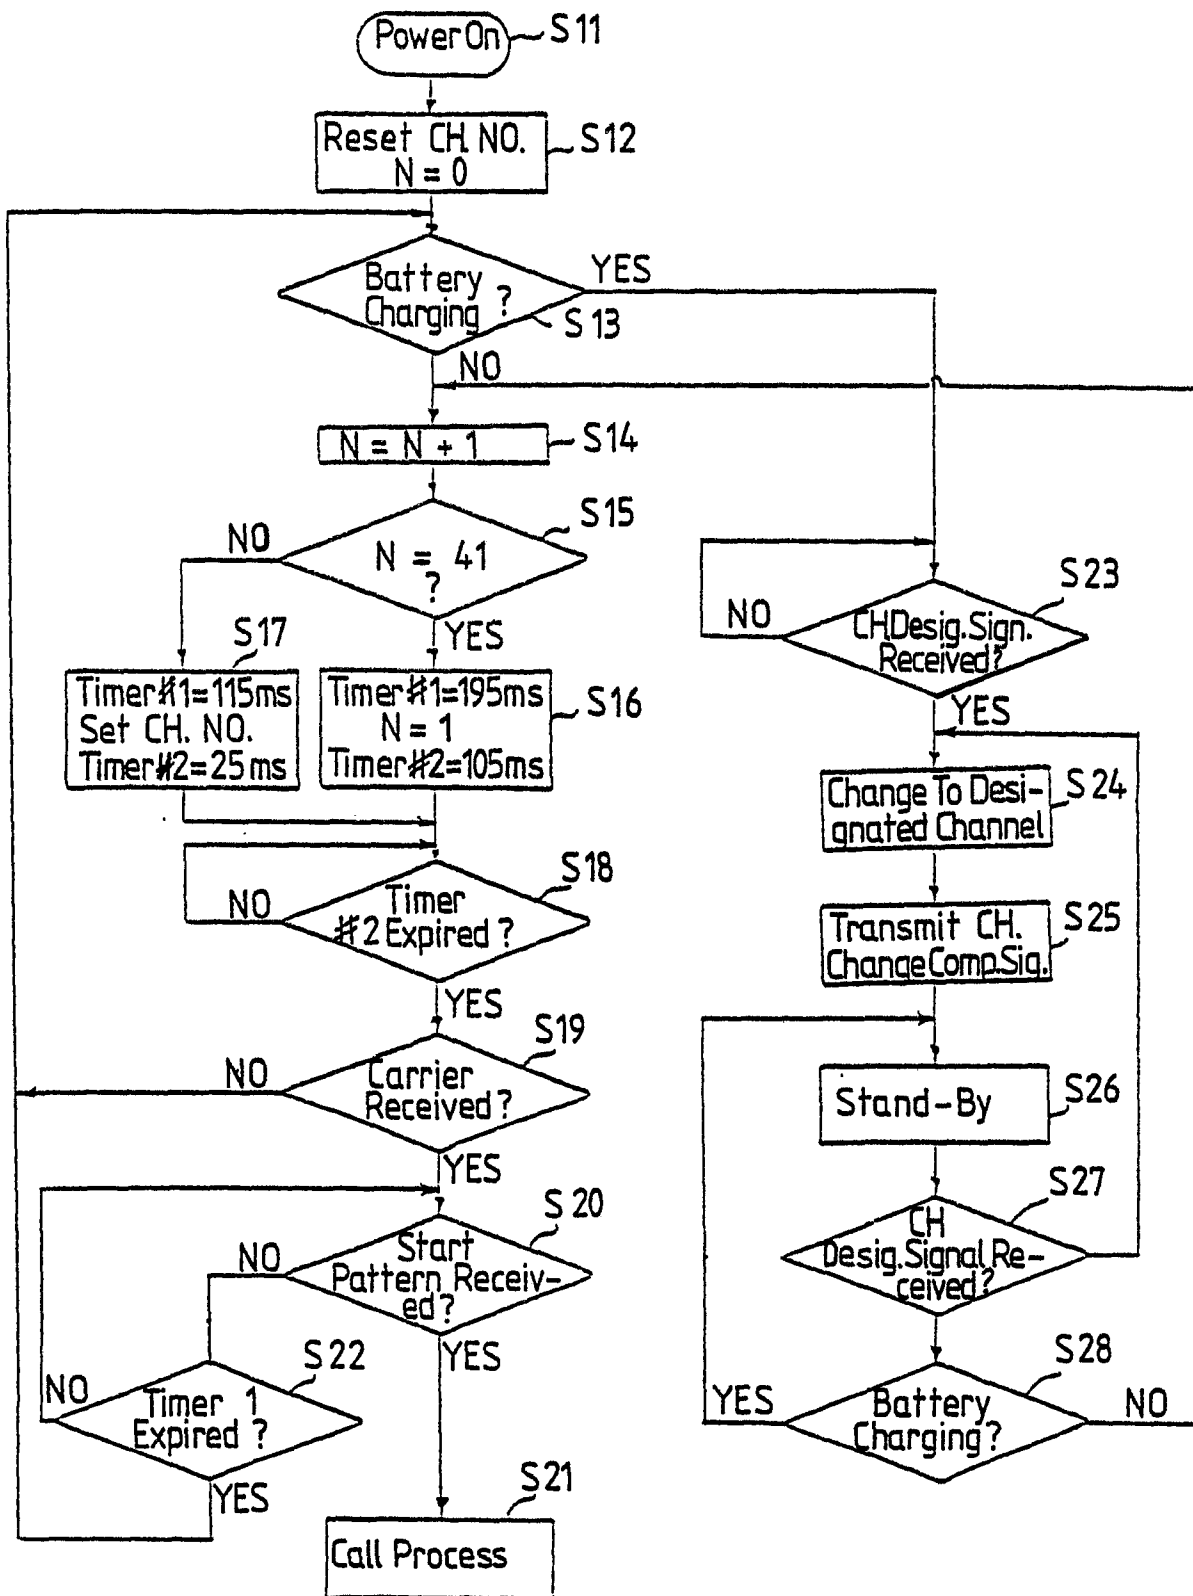 Power On
S11
Reset CH. NO.
N = 0
S12
Battery
Charging ?
YES
S13
NO
N = N + 1
S14
S15
NO
N = 41
?
YES
S17
Timer#1=115ms
Set CH. NO.
Timer#2=25ms
Timer#1=195ms
N = 1
Timer#2=105ms
S16
S18
NO
Timer
#2 Expired ?
YES
S19
NO
Carrier
Received?
YES
S20
NO
Start
Pattern Receiv-
ed?
YES
S22
NO
Timer 1
Expired ?
YES
S21
Call Process
S23
NO
CH.Desig.Sign.
Received?
YES
Change To Desi-
gnated Channel
S24
Transmit CH.
Change Comp.Sig.
S25
Stand-By
S26
S27
CH
Desig.Signal Re-
ceived?
S28
YES
Battery
Charging?
NO